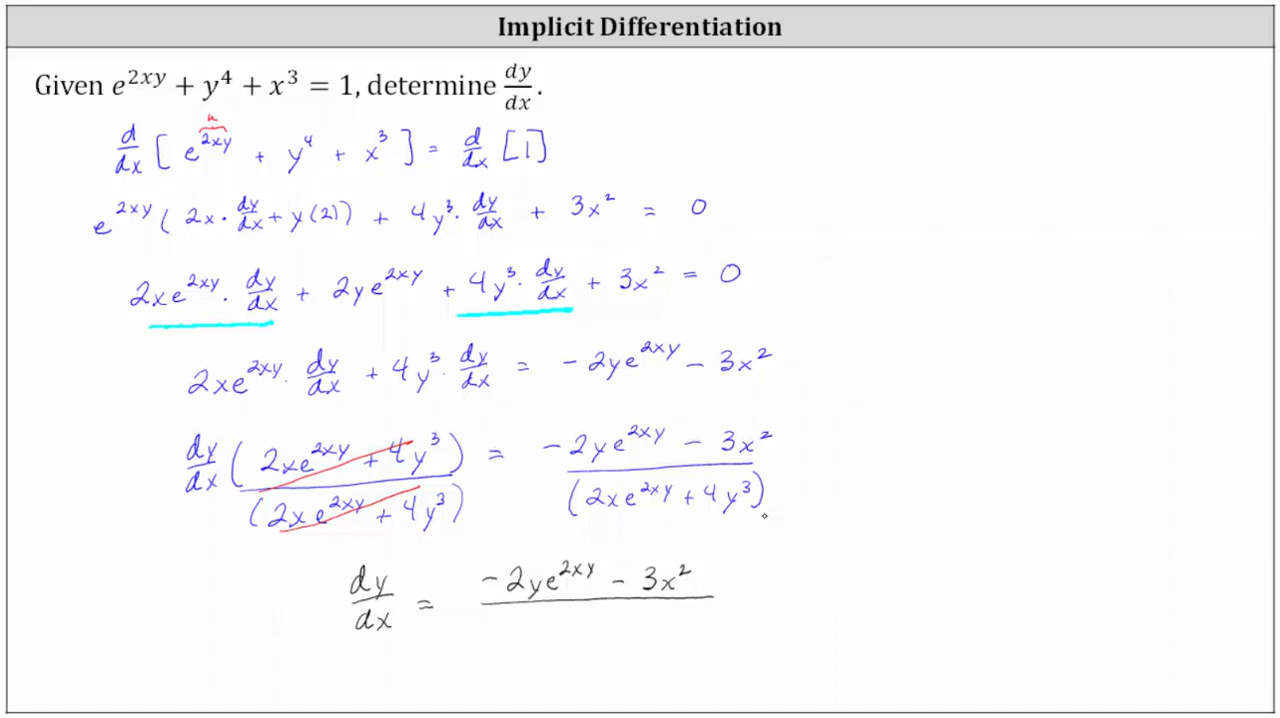 Implicit Differentiation
Given e^{2xy} + y^4 + x^3 = 1, determine dy/dx.
u
d/dx [ e^{2xy} + y^4 + x^3 ] = d/dx [1]
e^{2xy} ( 2x · dy/dx + y(2) ) + 4y^3 · dy/dx + 3x^2 = 0
2xe^{2xy} · dy/dx + 2ye^{2xy} + 4y^3 · dy/dx + 3x^2 = 0
2xe^{2xy} · dy/dx + 4y^3 · dy/dx = -2ye^{2xy} - 3x^2
dy/dx (2xe^{2xy} + 4y^3) / (2xe^{2xy} + 4y^3) = (-2ye^{2xy} - 3x^2) / (2xe^{2xy} + 4y^3)
dy/dx = -2ye^{2xy} - 3x^2